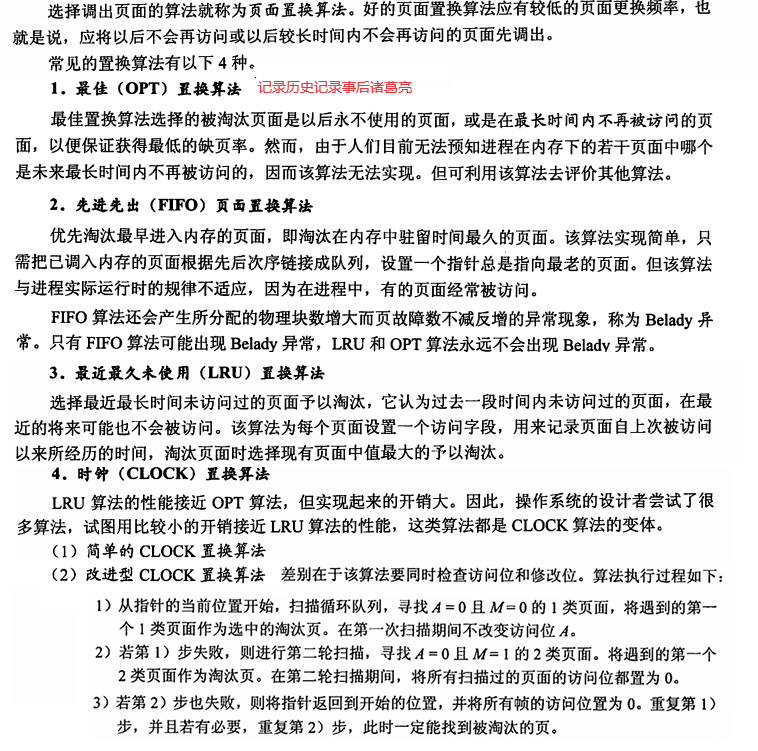 选择调出页面的算法就称为页面置换算法。好的页面置换算法应有较低的页面更换频率，也
就是说，应将以后不会再访问或以后较长时间内不会再访问的页面先调出。
常见的置换算法有以下 4 种。
1．最佳（OPT）置换算法 记录历史记录事后诸葛亮
最佳置换算法选择的被淘汰页面是以后永不使用的页面，或是在最长时间内不再被访问的页
面，以便保证获得最低的缺页率。然而，由于人们目前无法预知进程在内存下的若干页面中哪个
是未来最长时间内不再被访问的，因而该算法无法实现。但可利用该算法去评价其他算法。
2．先进先出（FIFO）页面置换算法
优先淘汰最早进入内存的页面，即淘汰在内存中驻留时间最久的页面。该算法实现简单，只
需把已调入内存的页面根据先后次序链接成队列，设置一个指针总是指向最老的页面。但该算法
与进程实际运行时的规律不适应，因为在进程中，有的页面经常被访问。
FIFO 算法还会产生所分配的物理块数增大而页故障数不减反增的异常现象，称为 Belady 异
常。只有 FIFO 算法可能出现 Belady 异常，LRU 和 OPT 算法永远不会出现 Belady 异常。
3．最近最久未使用（LRU）置换算法
选择最近最长时间未访问过的页面予以淘汰，它认为过去一段时间内未访问过的页面，在最
近的将来可能也不会被访问。该算法为每个页面设置一个访问字段，用来记录页面自上次被访问
以来所经历的时间，淘汰页面时选择现有页面中值最大的予以淘汰。
4．时钟（CLOCK）置换算法
LRU 算法的性能接近 OPT 算法，但实现起来的开销大。因此，操作系统的设计者尝试了很
多算法，试图用比较小的开销接近 LRU 算法的性能，这类算法都是 CLOCK 算法的变体。
（1）简单的 CLOCK 置换算法
（2）改进型 CLOCK 置换算法 差别在于该算法要同时检查访问位和修改位。算法执行过程如下：
1）从指针的当前位置开始，扫描循环队列，寻找 A = 0 且 M = 0 的 1 类页面，将遇到的第一
个 1 类页面作为选中的淘汰页。在第一次扫描期间不改变访问位 A。
2）若第 1）步失败，则进行第二轮扫描，寻找 A = 0 且 M = 1 的 2 类页面。将遇到的第一个
2 类页面作为淘汰页。在第二轮扫描期间，将所有扫描过的页面的访问位都置为 0。
3）若第 2）步也失败，则将指针返回到开始的位置，并将所有帧的访问位置为 0。重复第 1）
步，并且若有必要，重复第 2）步，此时一定能找到被淘汰的页。